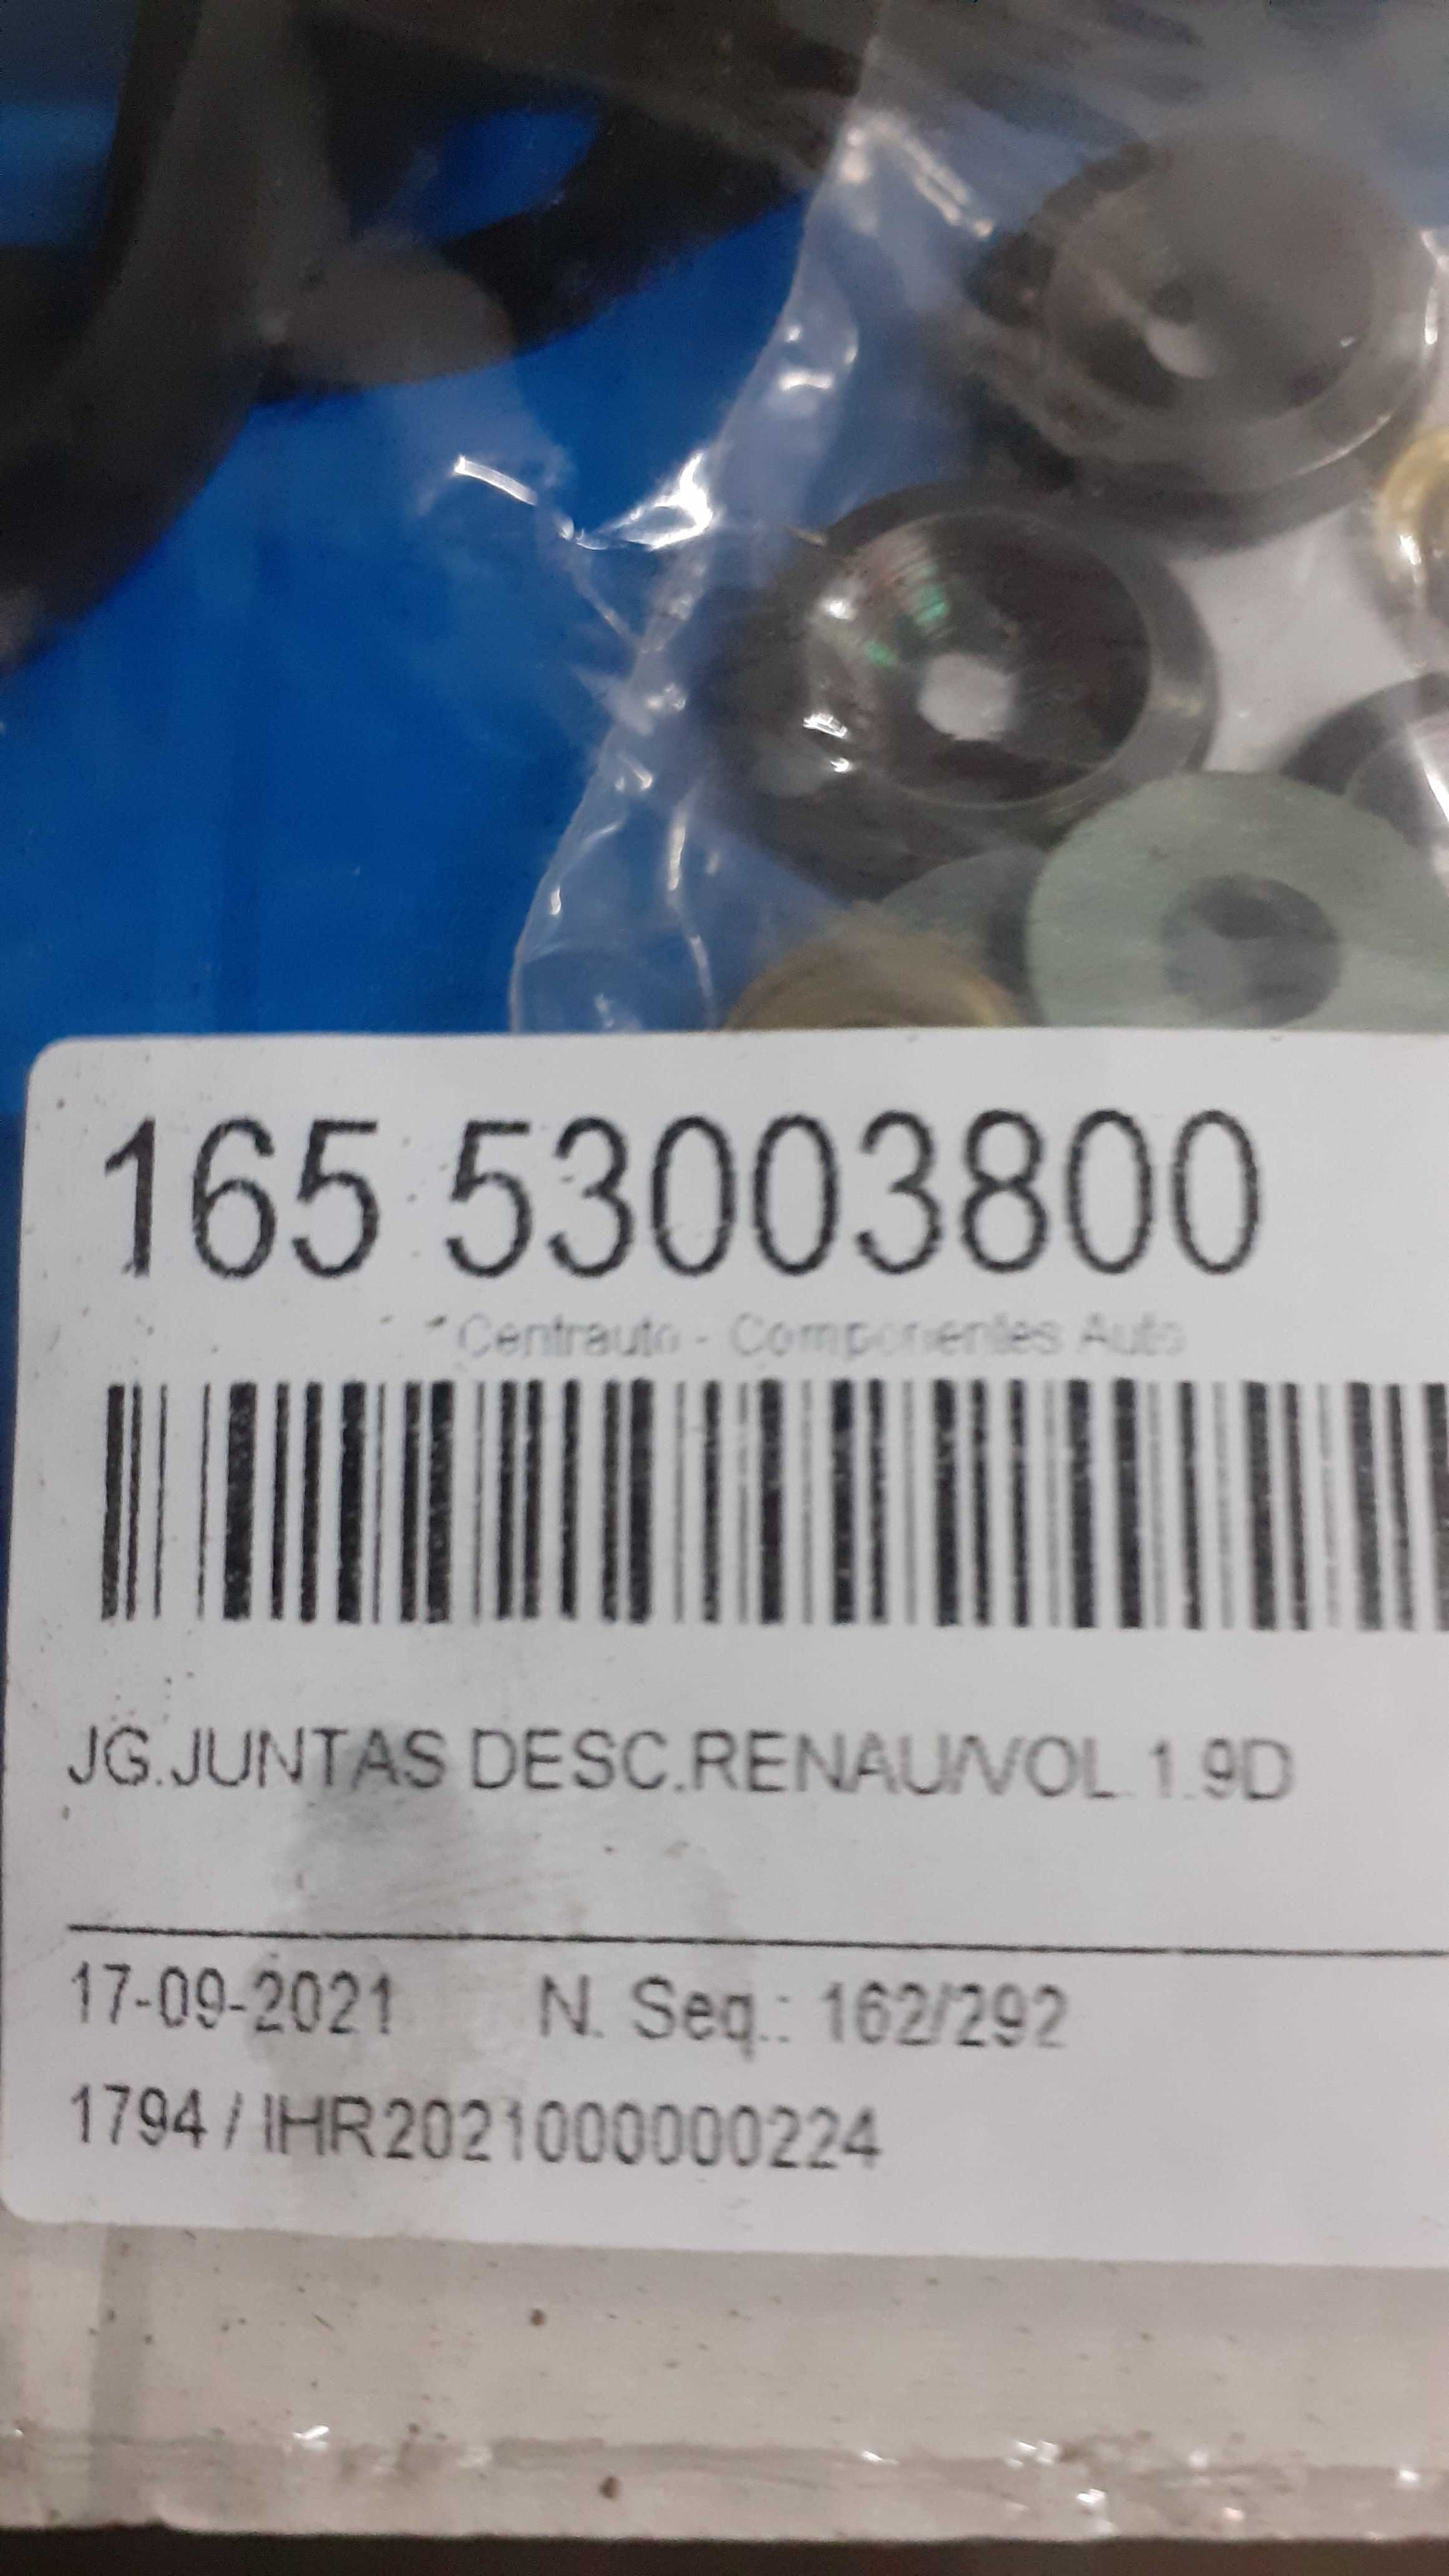 165 53003800
Centrauto - Componentes Auto
JG.JUNTAS DESC.RENAU/VOL 1.9D
17-09-2021 N. Seq.: 162/292
1794 / IHR2021000000224